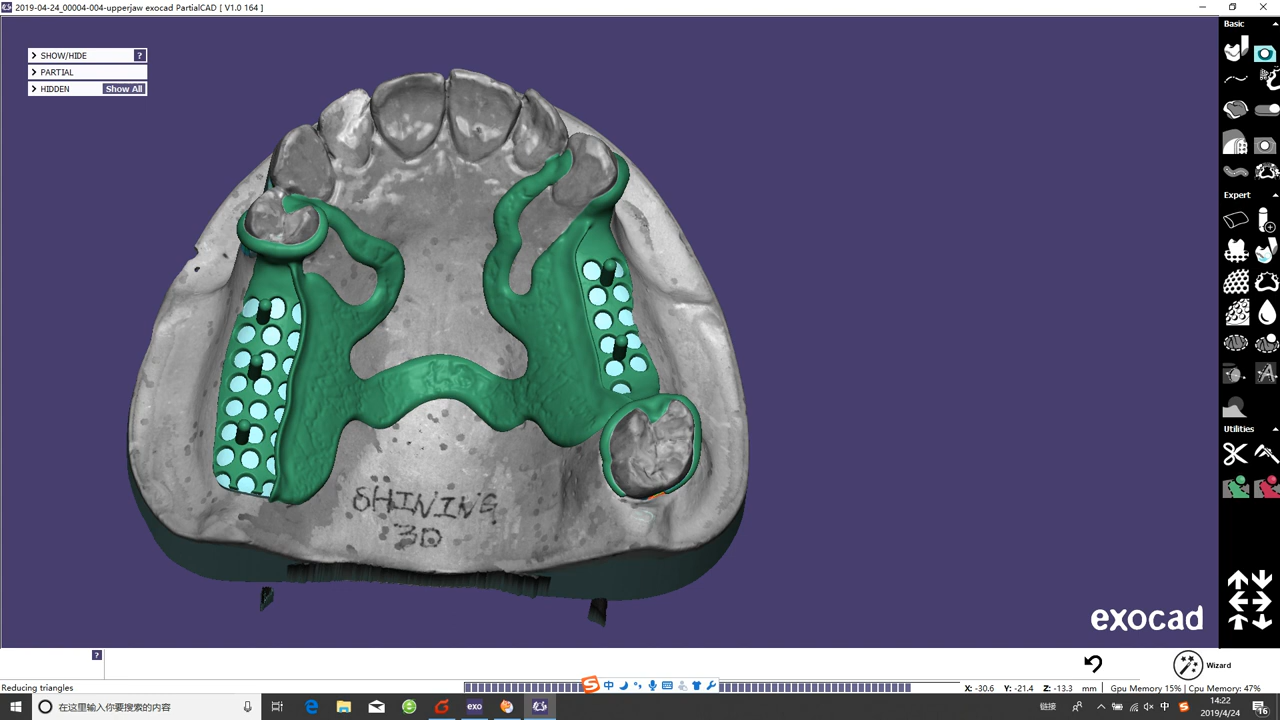 2019-04-24_00004-004-upperjaw exocad PartialCAD [ V1.0 164 ]
SHOW/HIDE ?
PARTIAL
HIDDEN Show All
Basic
Expert
Utilities
SHINING
3D
exocad
?
Wizard
Reducing triangles
中
X: -30.6 Y: -21.4 Z: -13.3 mm | Gpu Memory 15% | Cpu Memory: 47%
在这里输入你要搜索的内容
exo
链接
中
14:22
2019/4/24
16